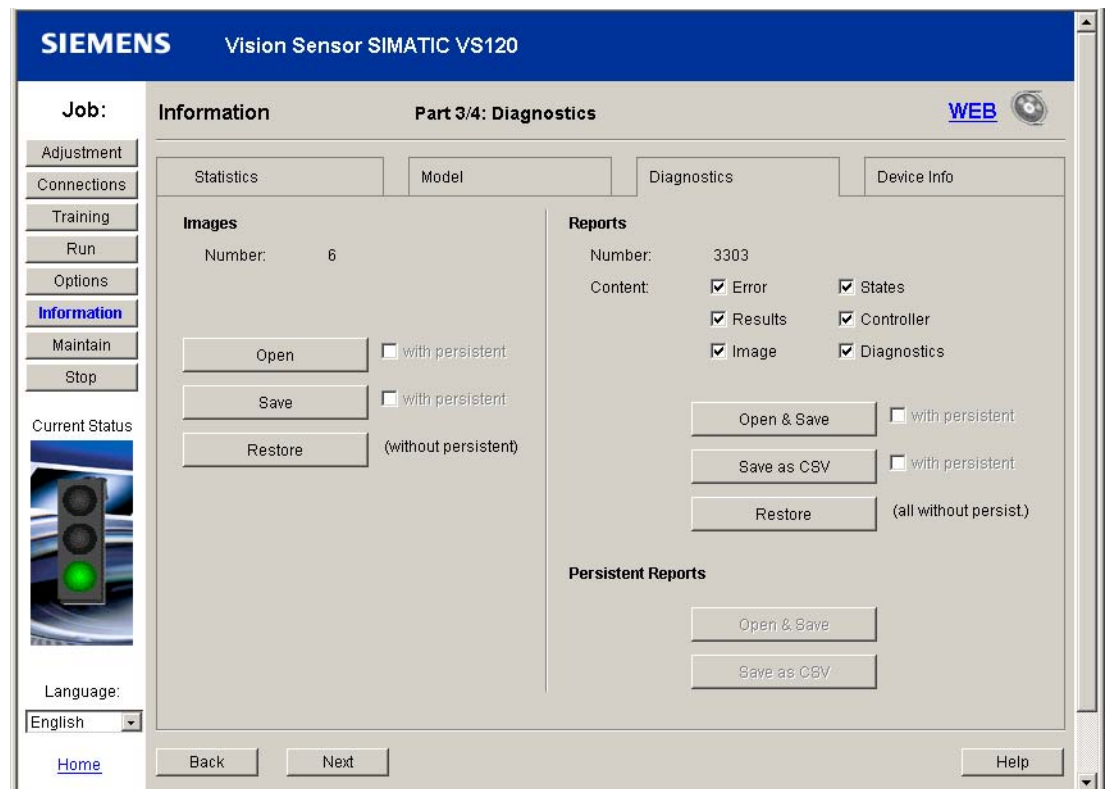 SIEMENS Vision Sensor SIMATIC VS120
Job:
Information Part 3/4: Diagnostics WEB
Adjustment
Connections
Training
Run
Options
Information
Maintain
Stop
Current Status
Language:
English
Home
Statistics Model Diagnostics Device Info
Images
Number: 6
Open with persistent
Save with persistent
Restore (without persistent)
Reports
Number: 3303
Content: Error States
Results Controller
Image Diagnostics
Open & Save with persistent
Save as CSV with persistent
Restore (all without persist.)
Persistent Reports
Open & Save
Save as CSV
Back Next Help